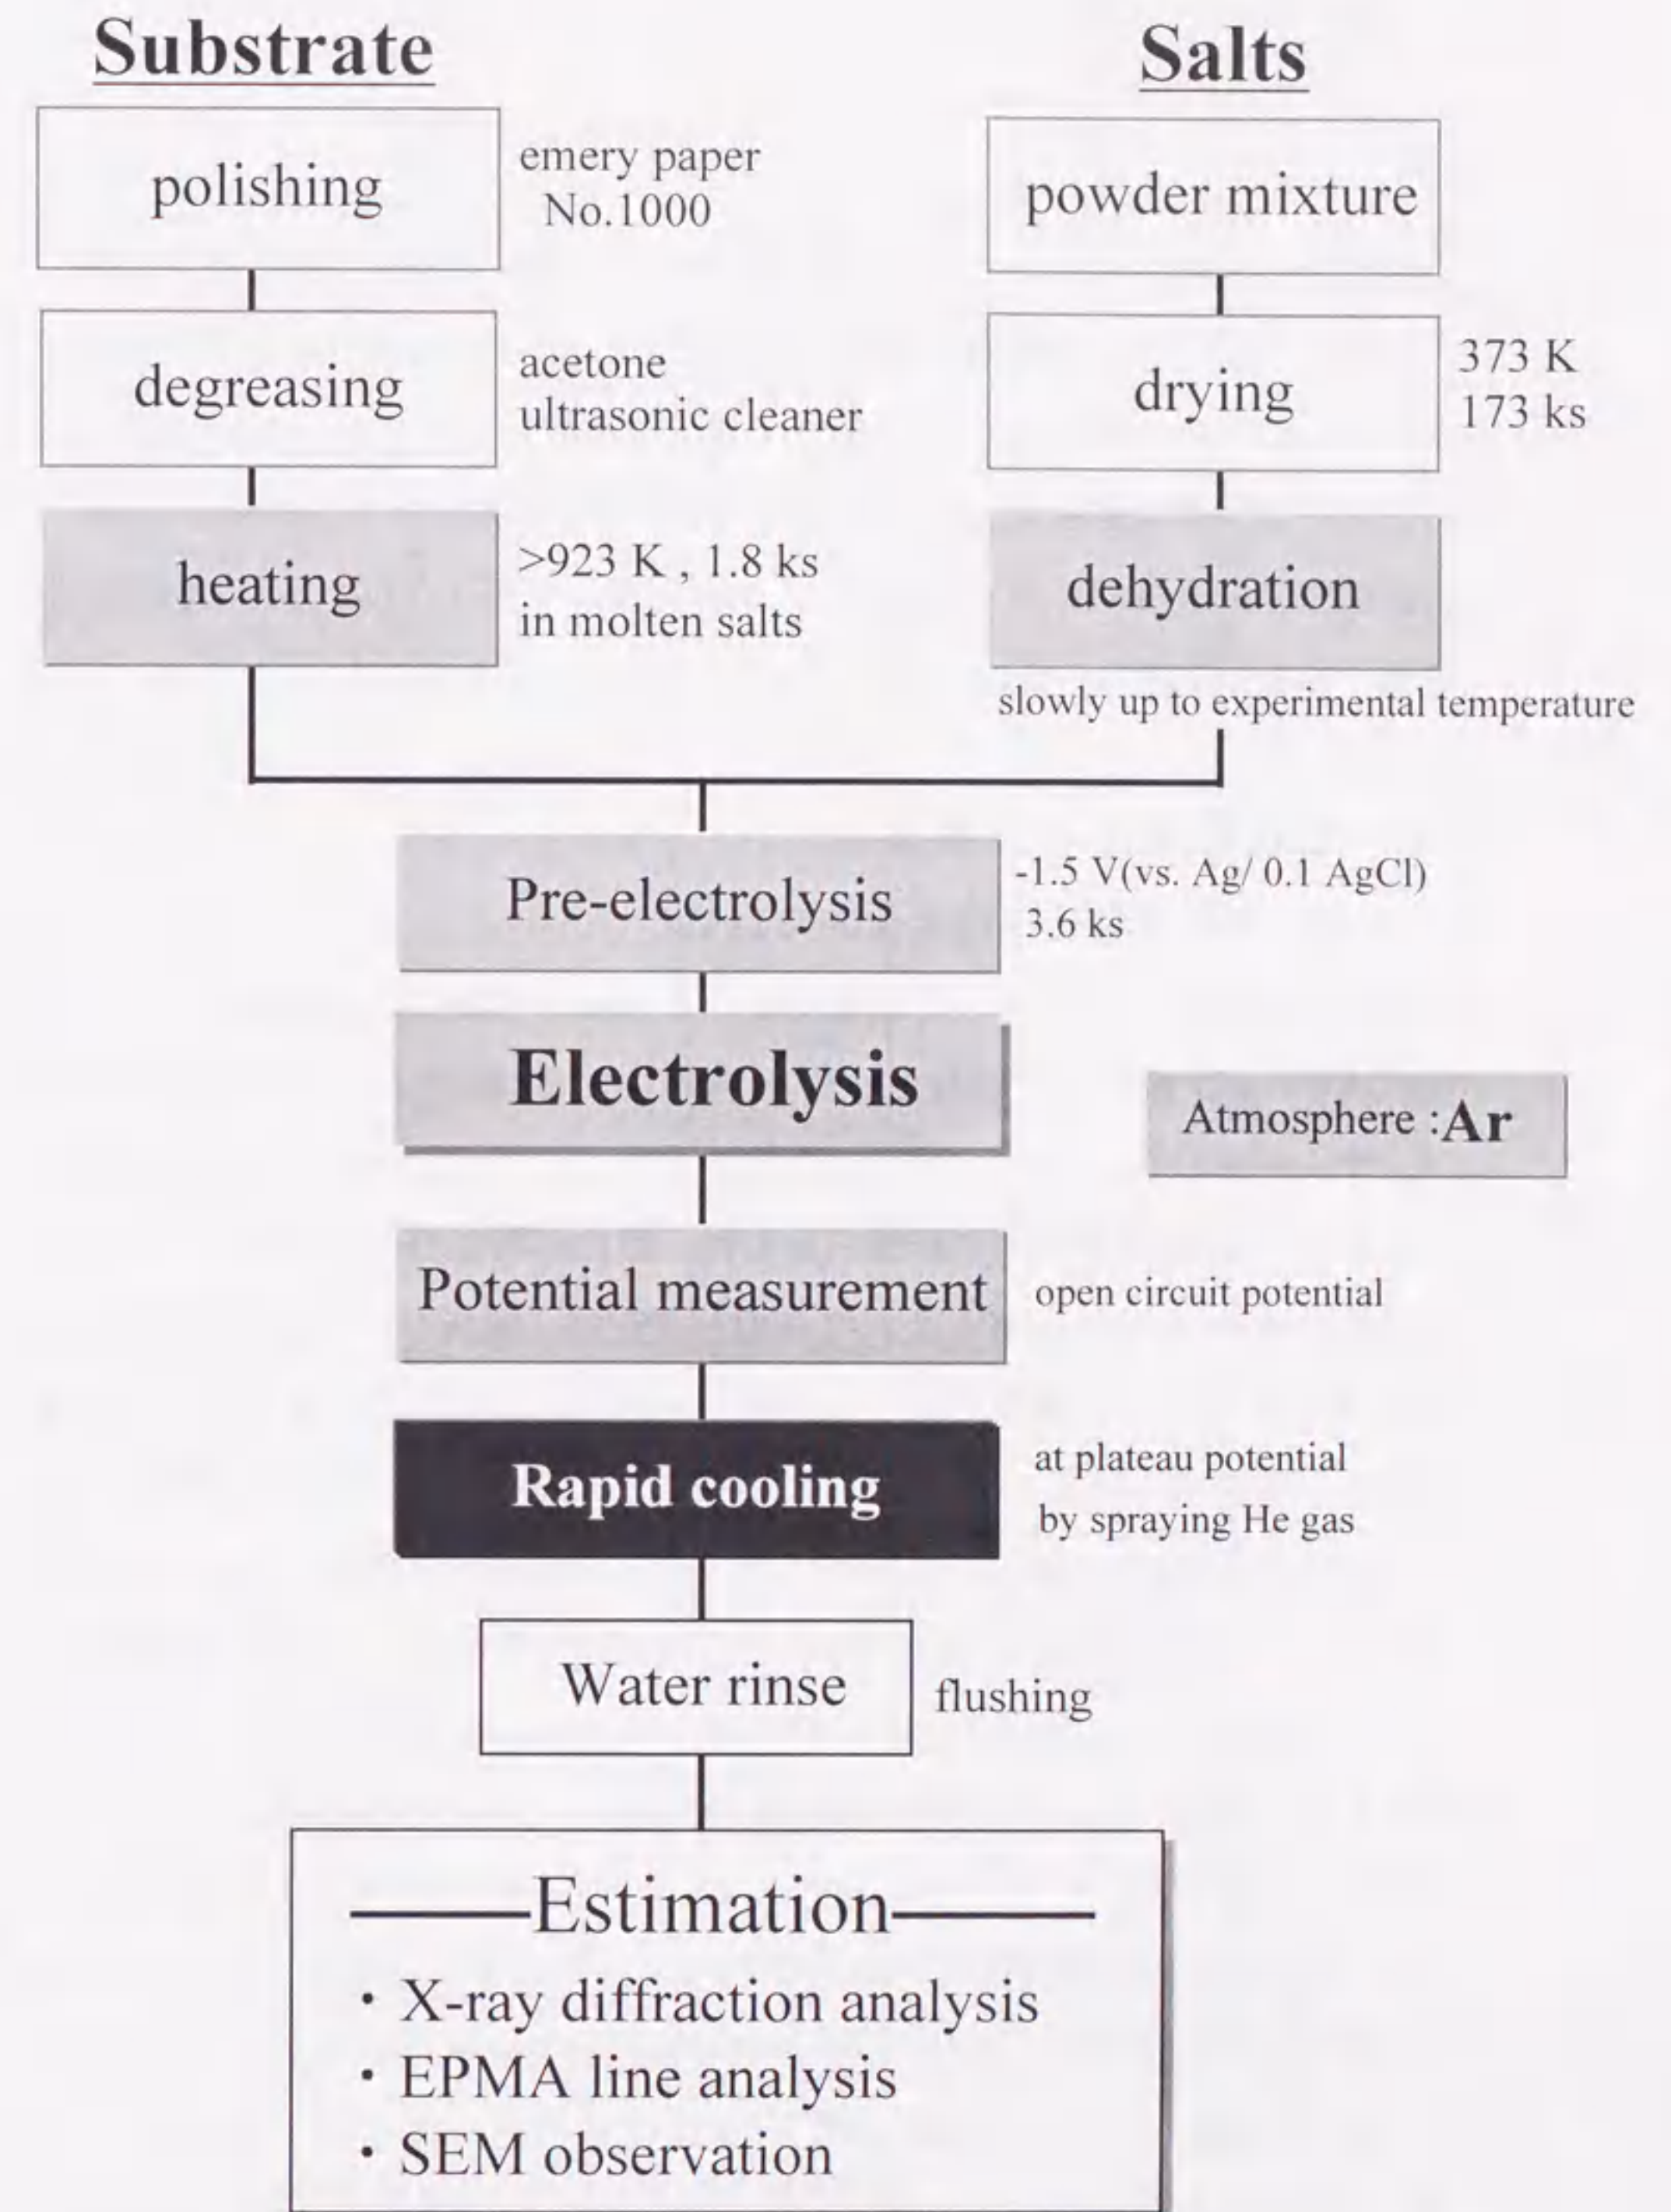 Substrate
polishing
emery paper
No.1000
degreasing
acetone
ultrasonic cleaner
heating
>923 K , 1.8 ks
in molten salts
Salts
powder mixture
drying
373 K
173 ks
dehydration
slowly up to experimental temperature
Pre-electrolysis
-1.5 V(vs. Ag/ 0.1 AgCl)
3.6 ks
Electrolysis
Atmosphere :Ar
Potential measurement
open circuit potential
Rapid cooling
at plateau potential
by spraying He gas
Water rinse
flushing
Estimation
・ X-ray diffraction analysis
・ EPMA line analysis
・ SEM observation